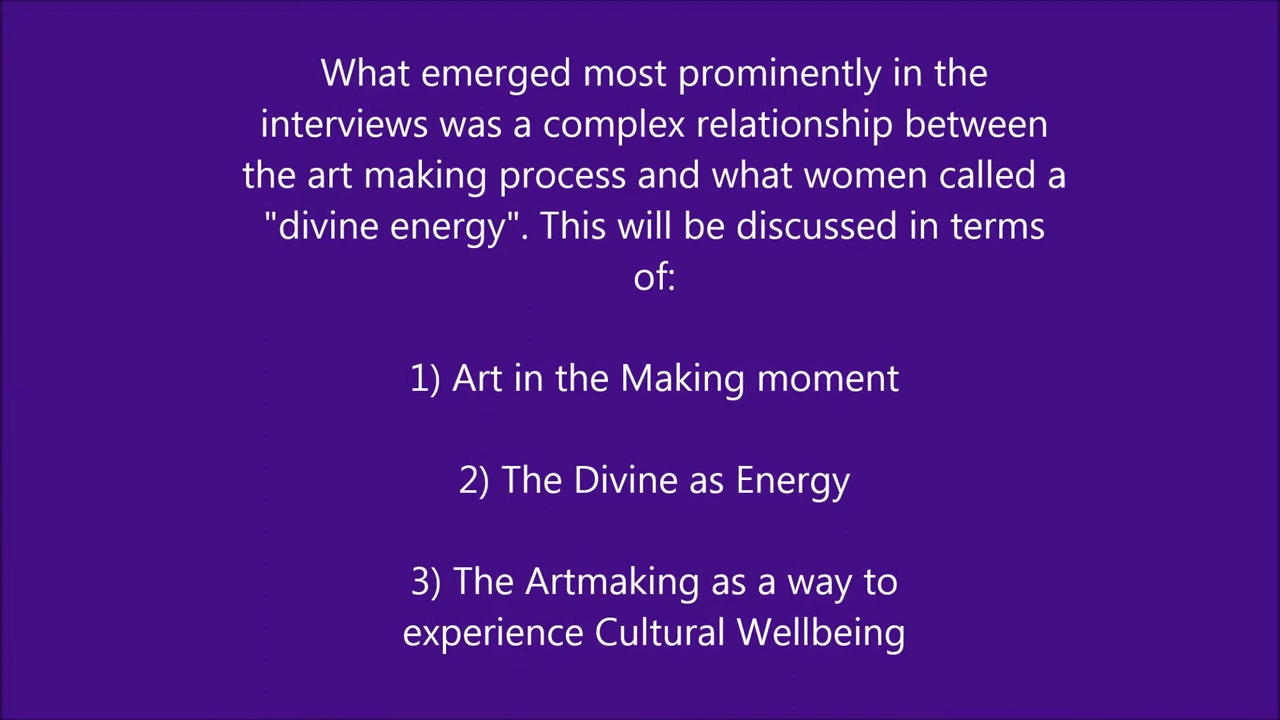 What emerged most prominently in the
interviews was a complex relationship between
the art making process and what women called a
"divine energy". This will be discussed in terms
of:
1) Art in the Making moment
2) The Divine as Energy
3) The Artmaking as a way to
experience Cultural Wellbeing